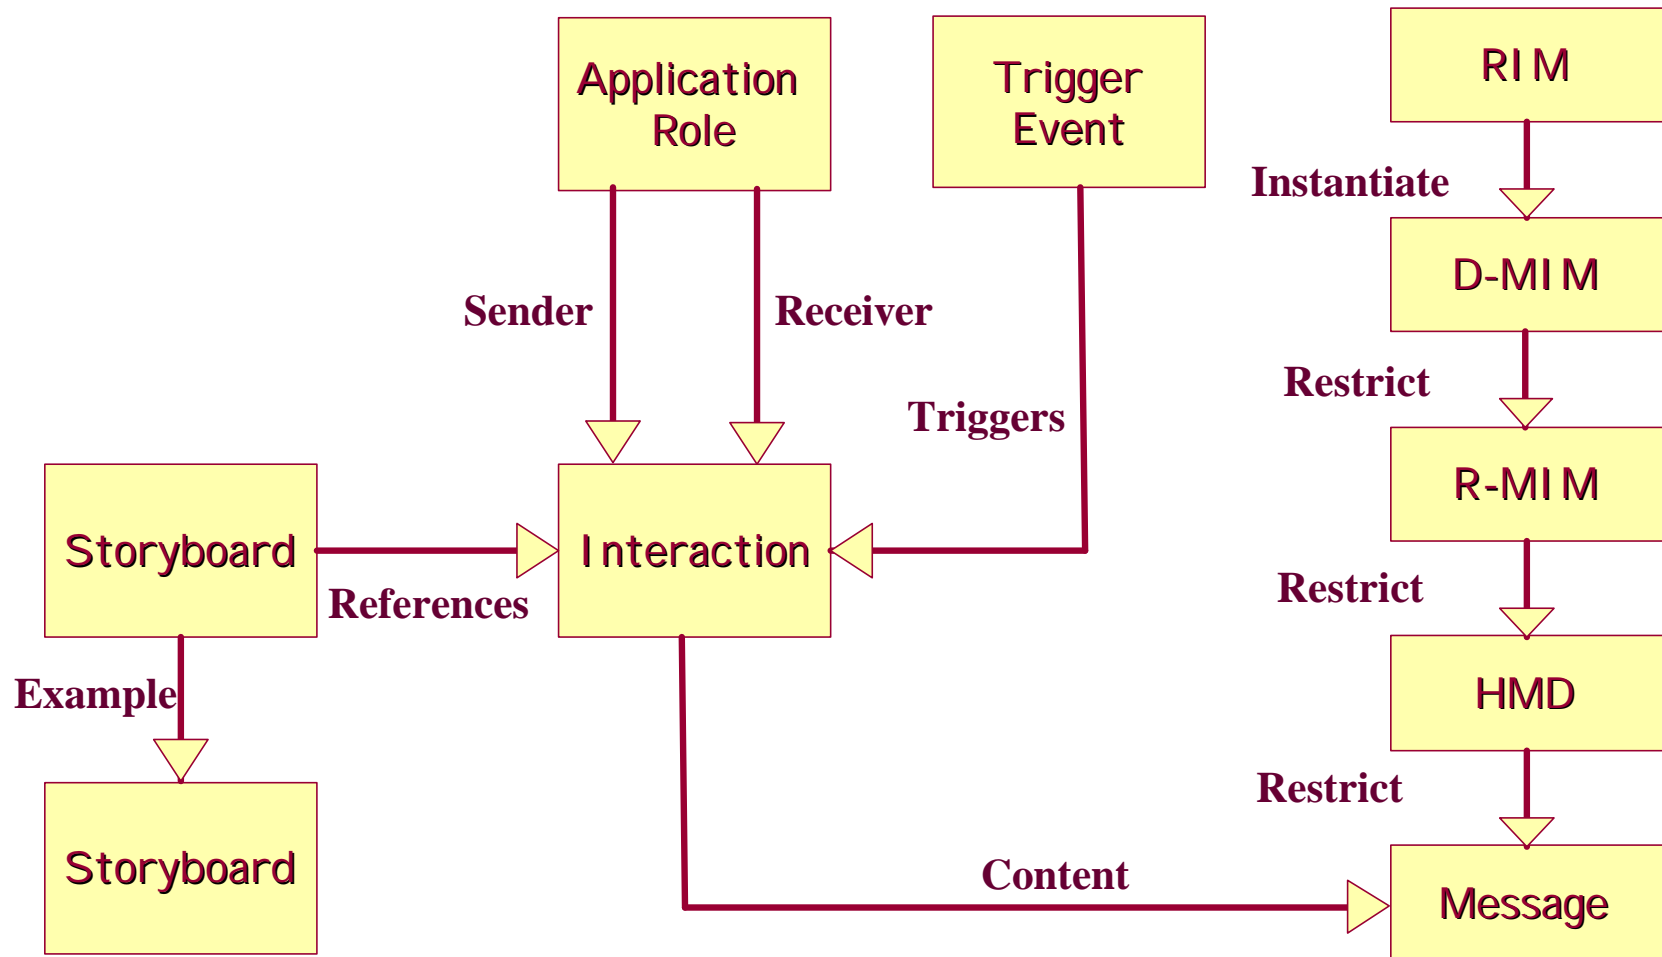 Application
Role
Trigger
Event
RIM
Instantiate
D-MIM
Sender
Receiver
Restrict
Triggers
R-MIM
Storyboard
References
Interaction
Restrict
Example
HMD
Restrict
Storyboard
Content
Message